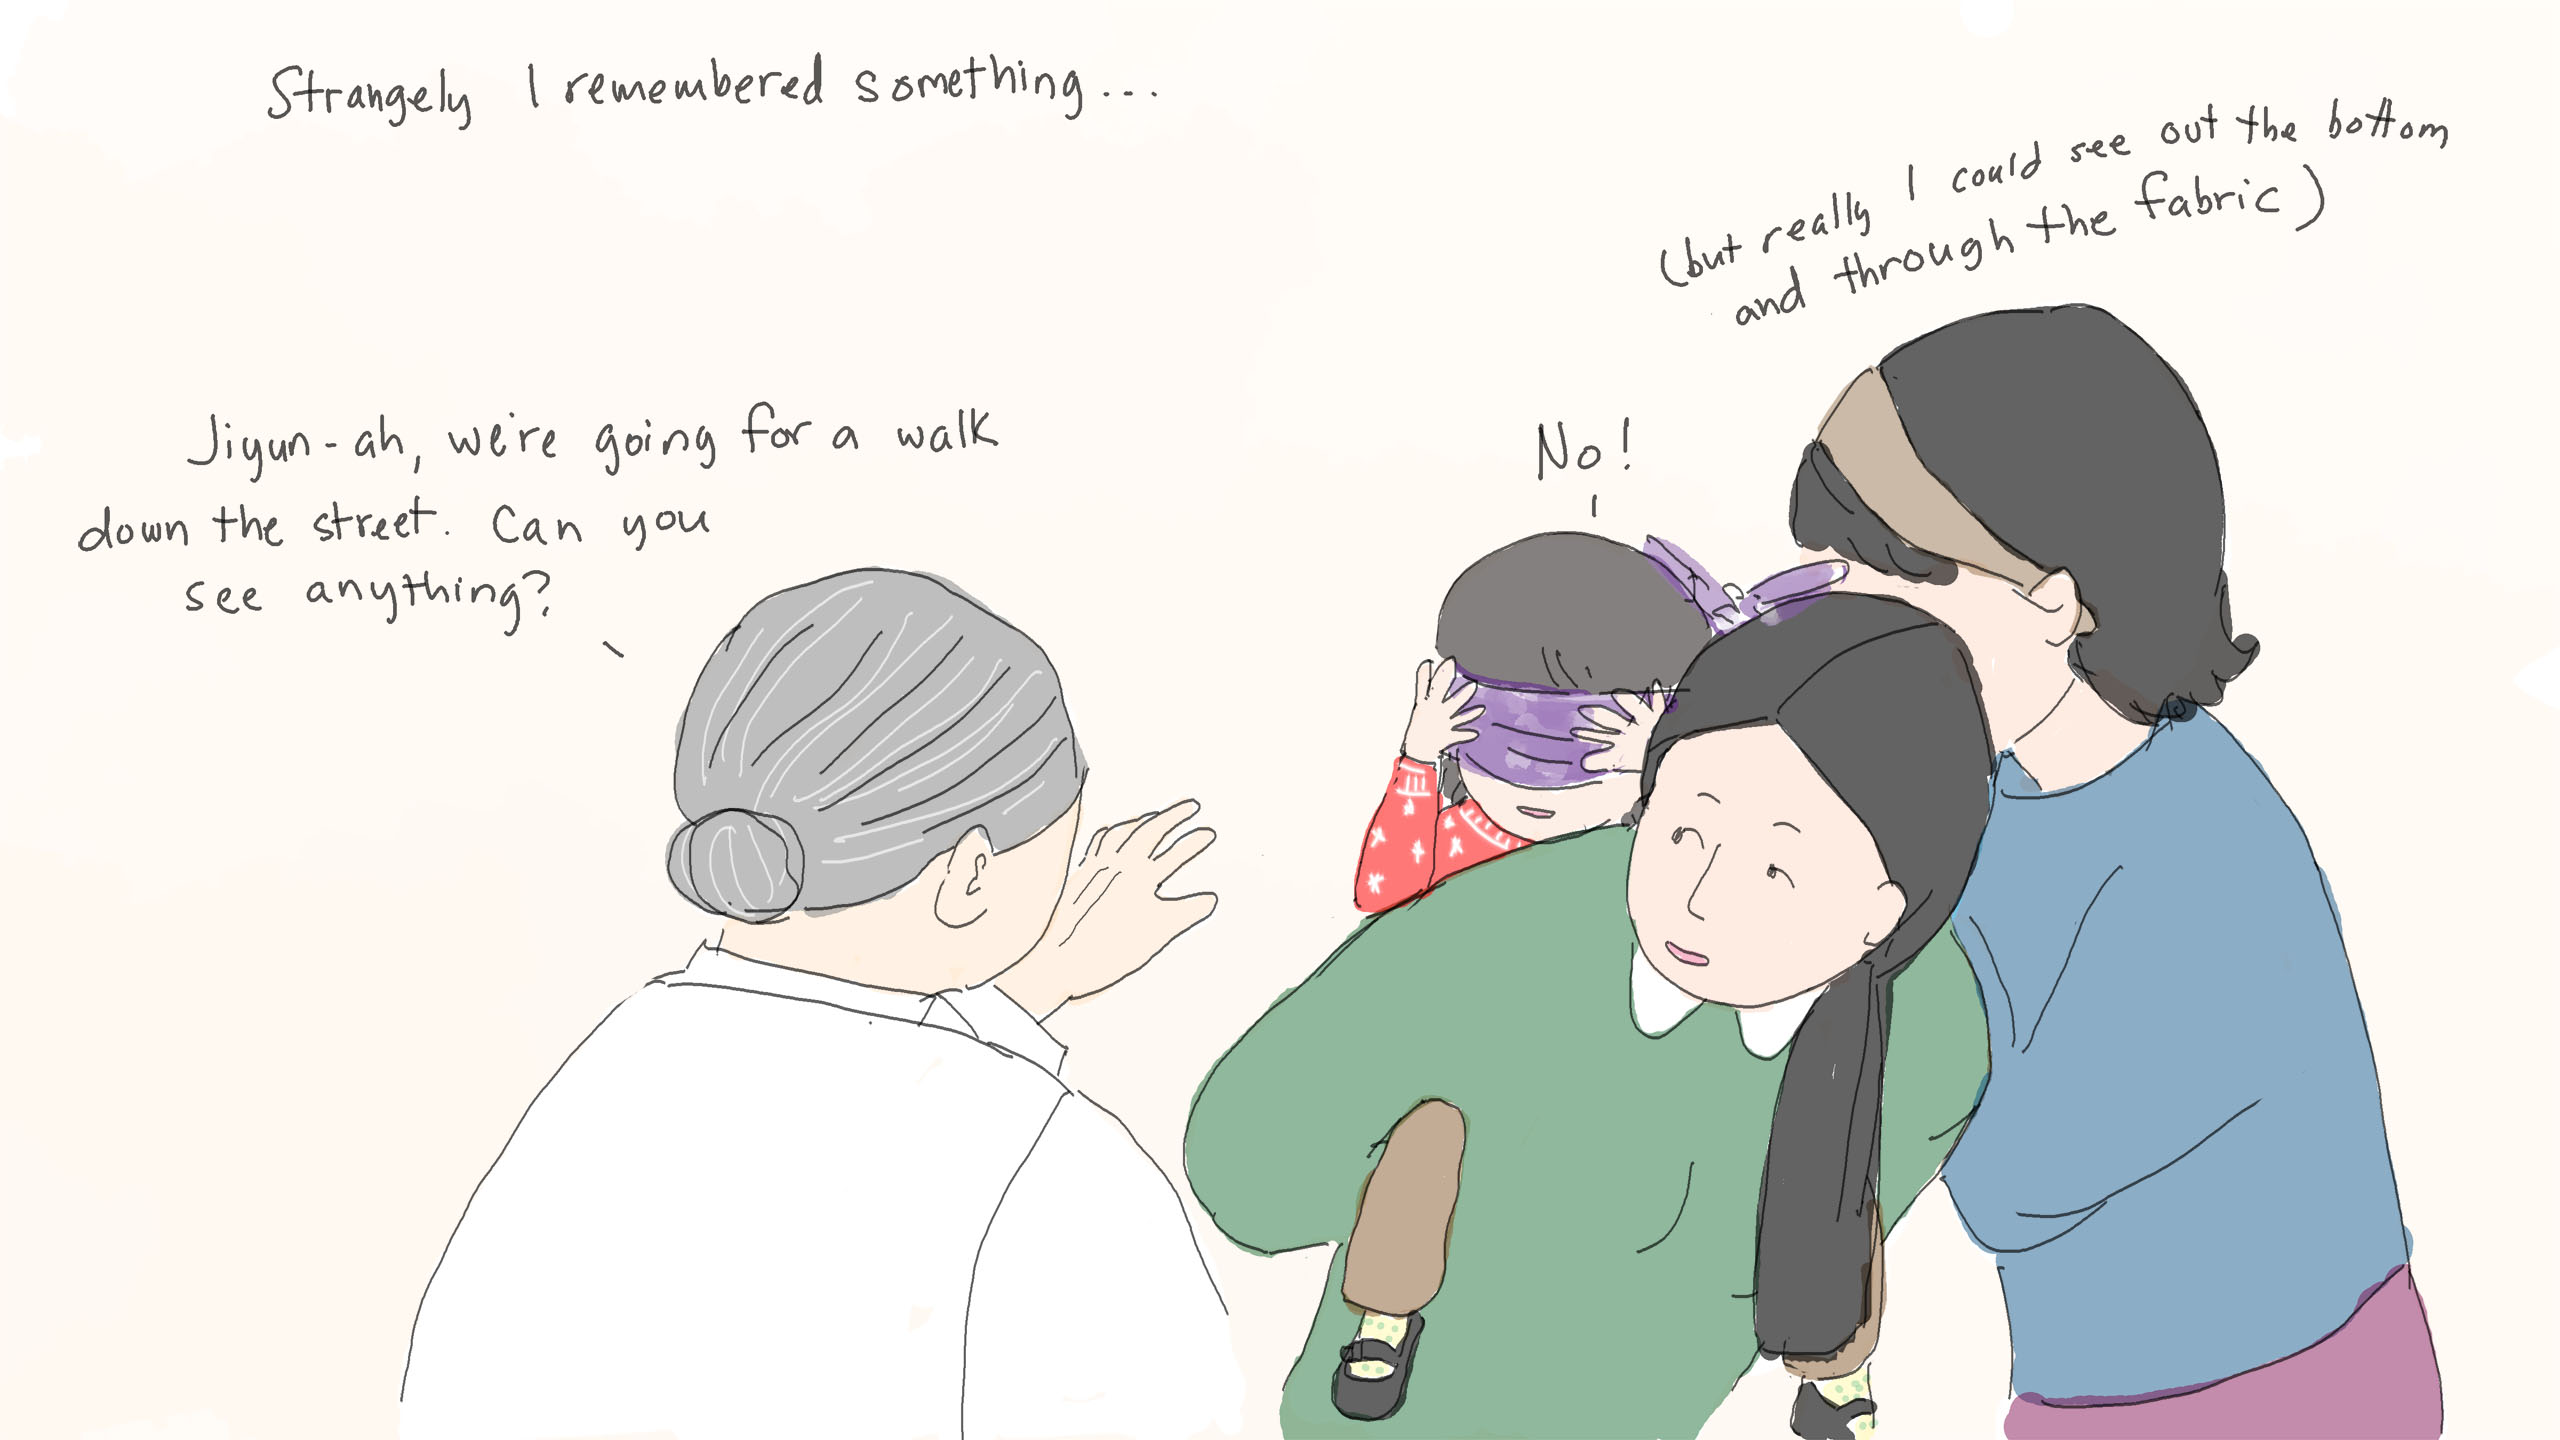 Strangely I remembered something...
(but really I could see out the bottom
and through the fabric)
Jiyun-ah, we're going for a walk
down the street. Can you
see anything?
No!